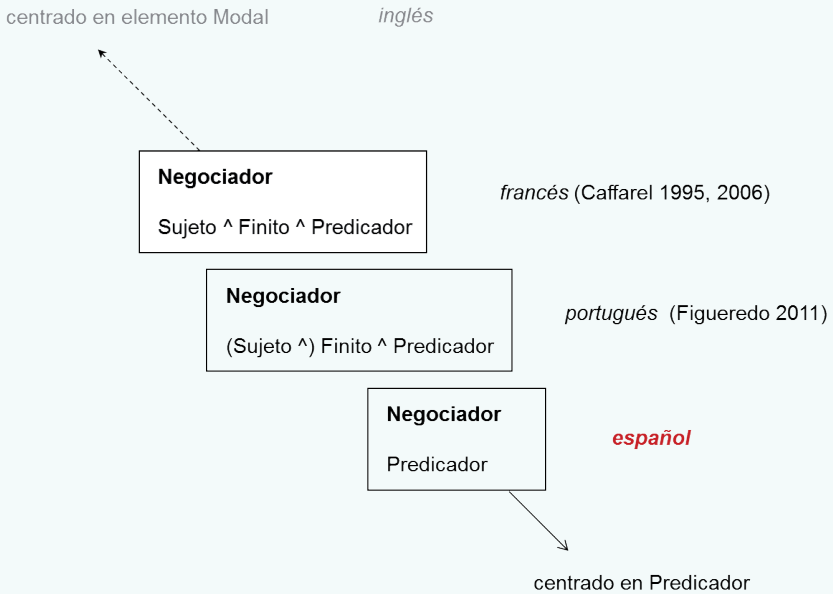 centrado en elemento Modal inglés
Negociador
Sujeto ^ Finito ^ Predicador
francés (Caffarel 1995, 2006)
Negociador
(Sujeto ^) Finito ^ Predicador
portugués (Figueredo 2011)
Negociador
Predicador
español
centrado en Predicador